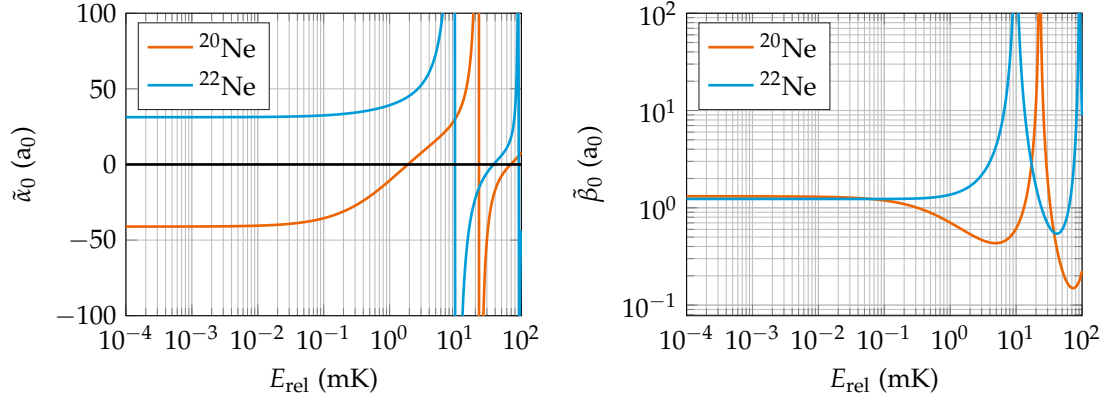 100
50
0
−50
−100
α̃₀ (a₀)
²⁰Ne
²²Ne
10⁻⁴ 10⁻³ 10⁻² 10⁻¹ 10⁰ 10¹ 10²
E_rel (mK)
10²
10¹
10⁰
10⁻¹
β̃₀ (a₀)
²⁰Ne
²²Ne
10⁻⁴ 10⁻³ 10⁻² 10⁻¹ 10⁰ 10¹ 10²
E_rel (mK)